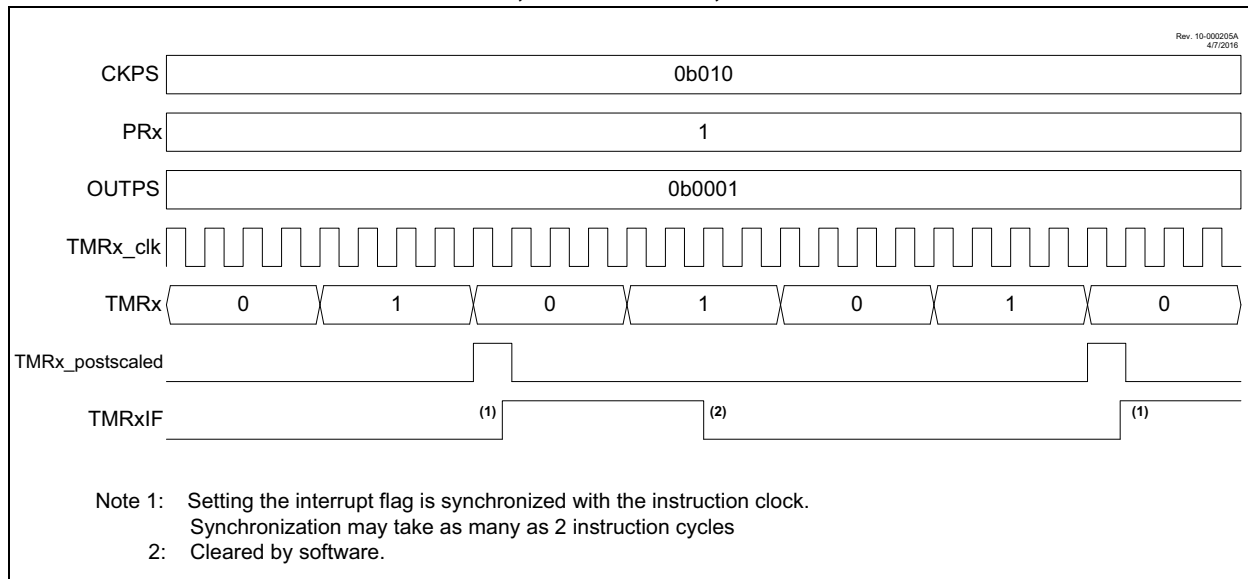 Rev. 10-000205A
4/7/2016
CKPS 0b010
PRx 1
OUTPS 0b0001
TMRx_clk
TMRx 0 1 0 1 0 1 0
TMRx_postscaled
TMRxIF (1) (2) (1)
Note 1: Setting the interrupt flag is synchronized with the instruction clock.
Synchronization may take as many as 2 instruction cycles
2: Cleared by software.